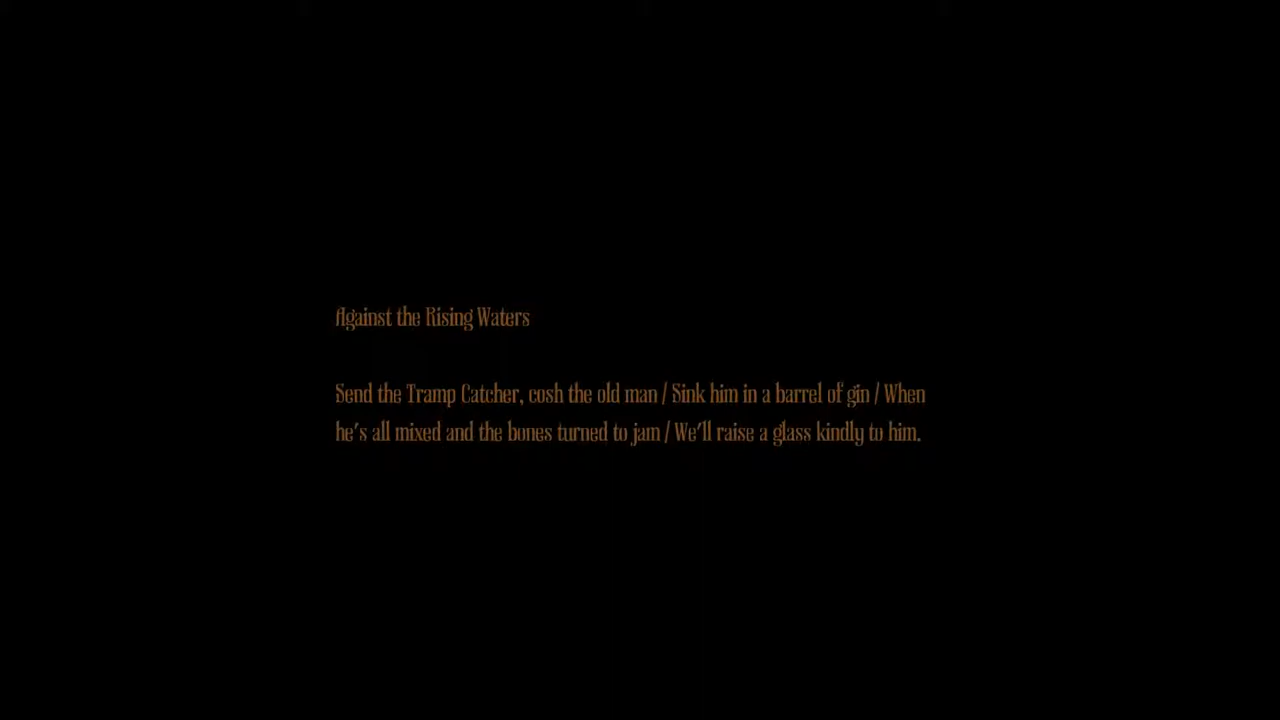 Against the Rising Waters
Send the Tramp Catcher, cosh the old man / Sink him in a barrel of gin / When
he's all mixed and the bones turned to jam / We'll raise a glass kindly to him.